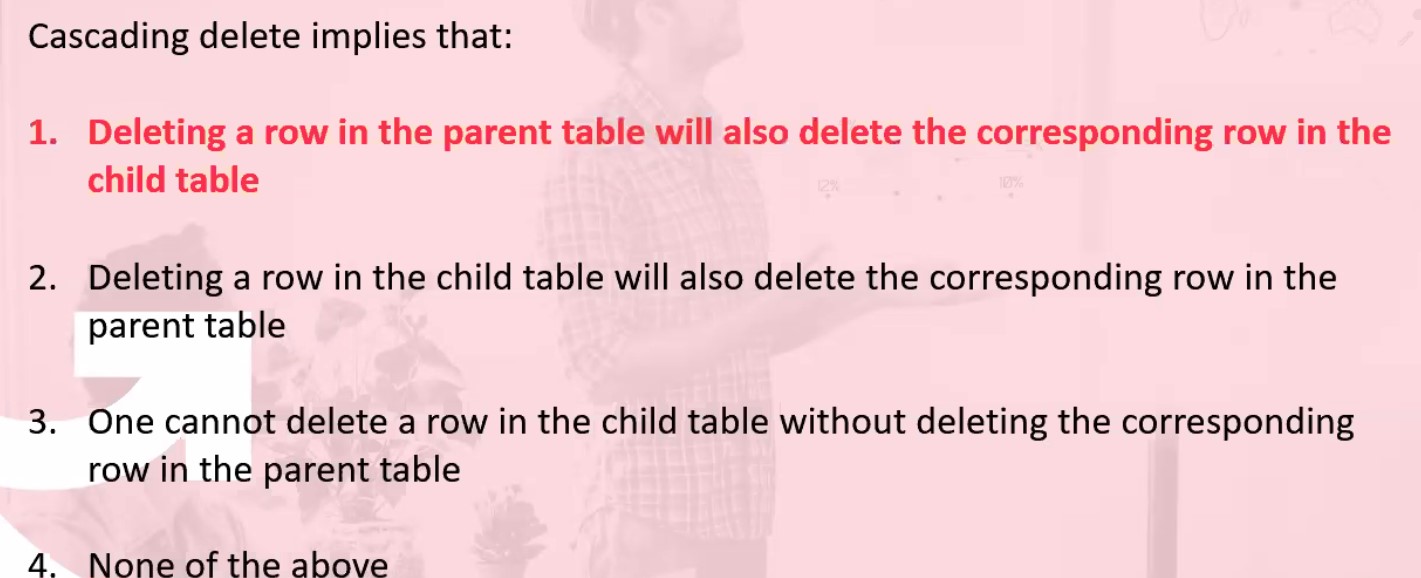 Cascading delete implies that:
1. Deleting a row in the parent table will also delete the corresponding row in the
child table
12%
10%
2. Deleting a row in the child table will also delete the corresponding row in the
parent table
3. One cannot delete a row in the child table without deleting the corresponding
row in the parent table
4. None of the above